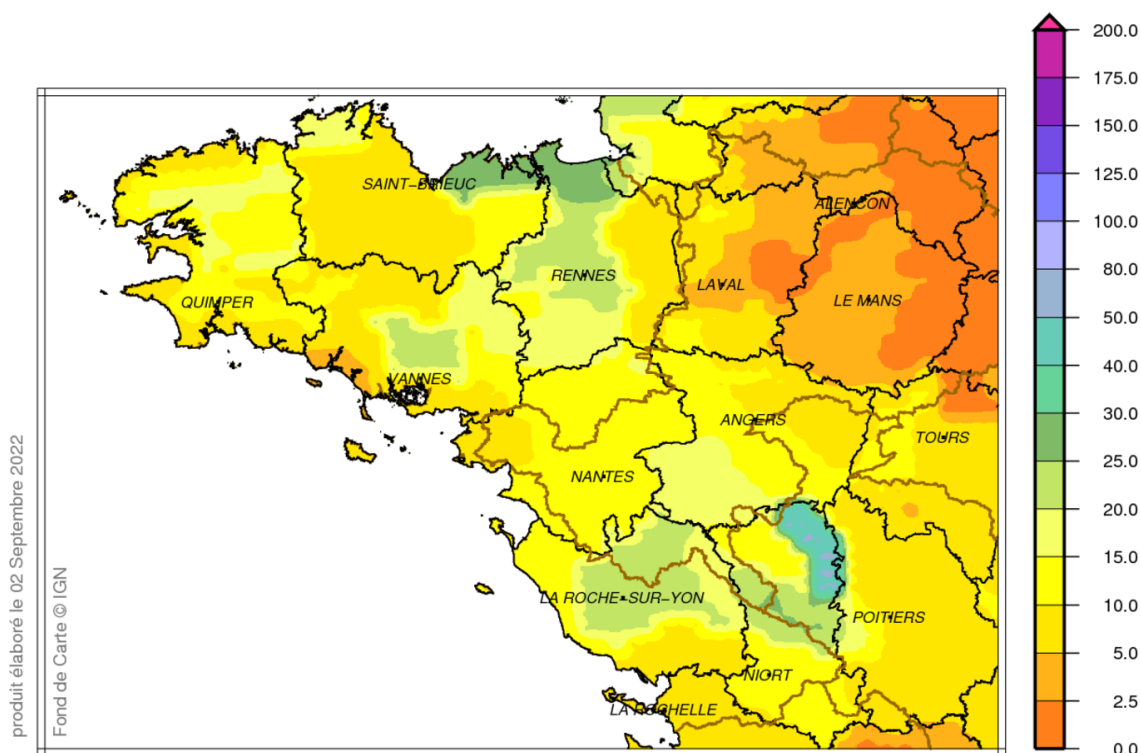 200.0
175.0
150.0
125.0
100.0
80.0
50.0
40.0
30.0
25.0
20.0
15.0
10.0
5.0
2.5
0.0
SAINT−BRIEUC
ALENCON
RENNES
LAVAL
QUIMPER
LE MANS
VANNES
ANGERS
TOURS
NANTES
LA ROCHE−SUR−YON
POITIERS
NIORT
LA ROCHELLE
produit élaboré le 02 Septembre 2022
Fond de Carte © IGN